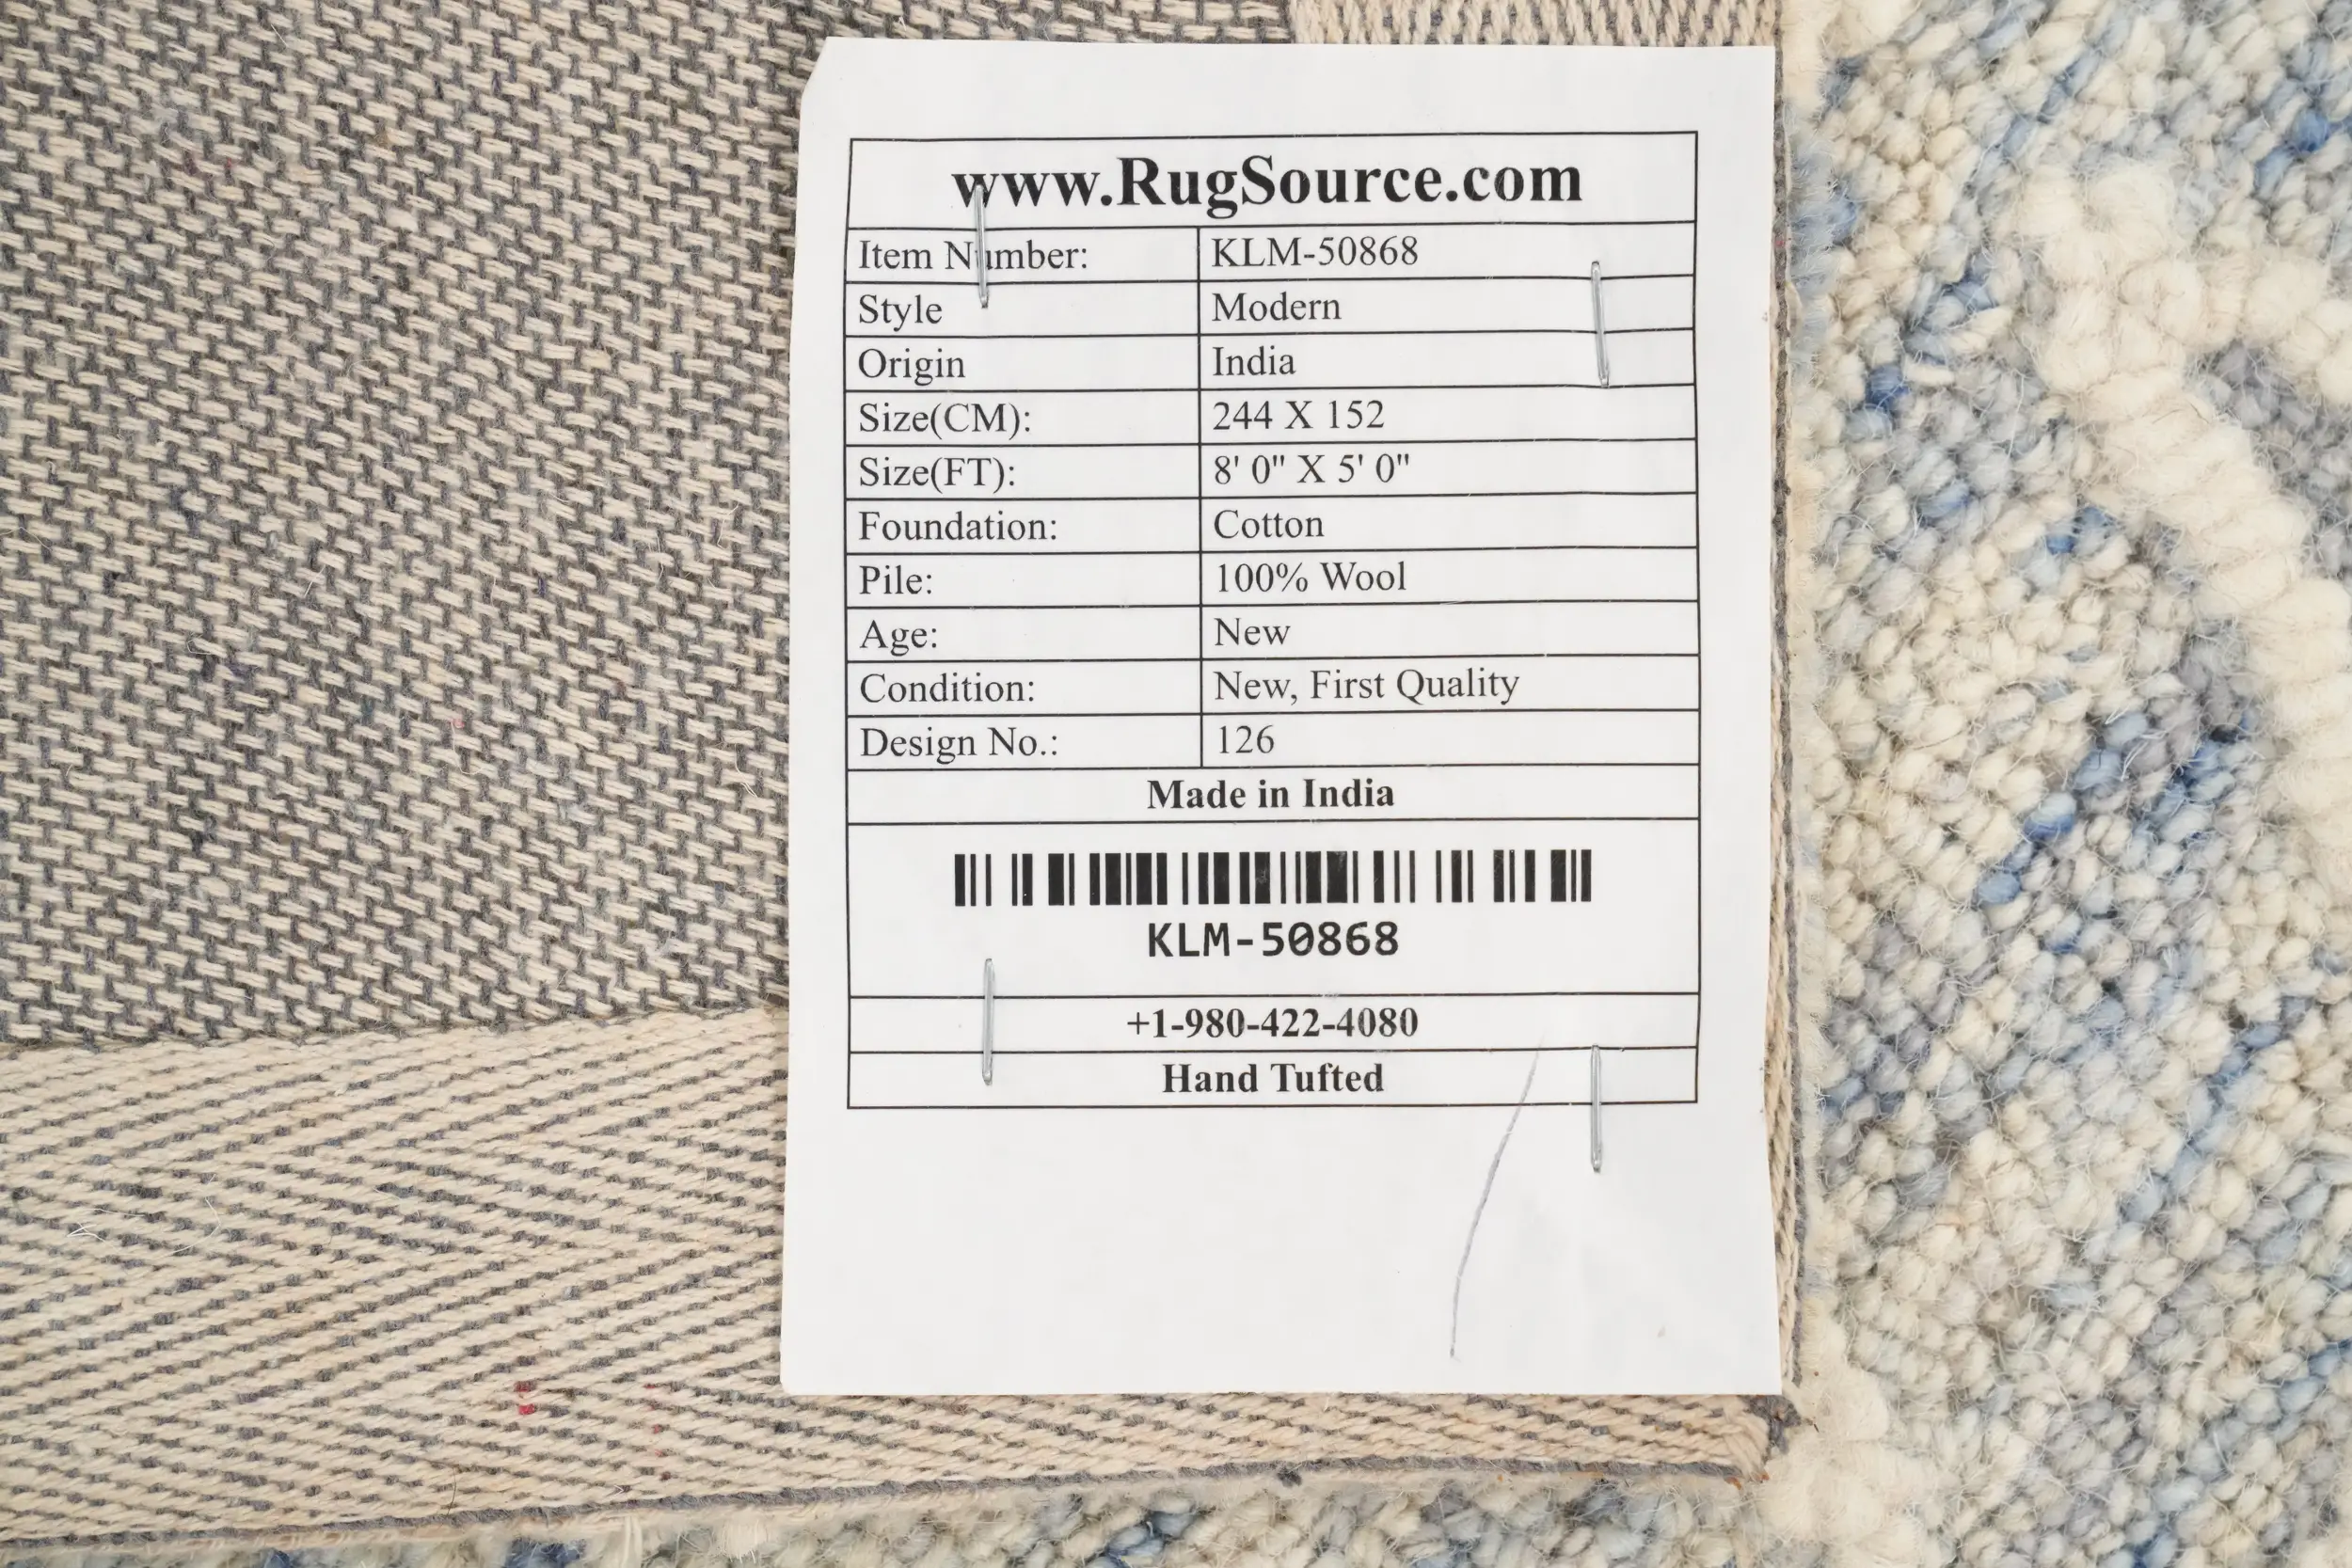 www.RugSource.com
Item Number: KLM-50868
Style Modern
Origin India
Size(CM): 244 X 152
Size(FT): 8' 0" X 5' 0"
Foundation: Cotton
Pile: 100% Wool
Age: New
Condition: New, First Quality
Design No.: 126
Made in India
KLM-50868
+1-980-422-4080
Hand Tufted